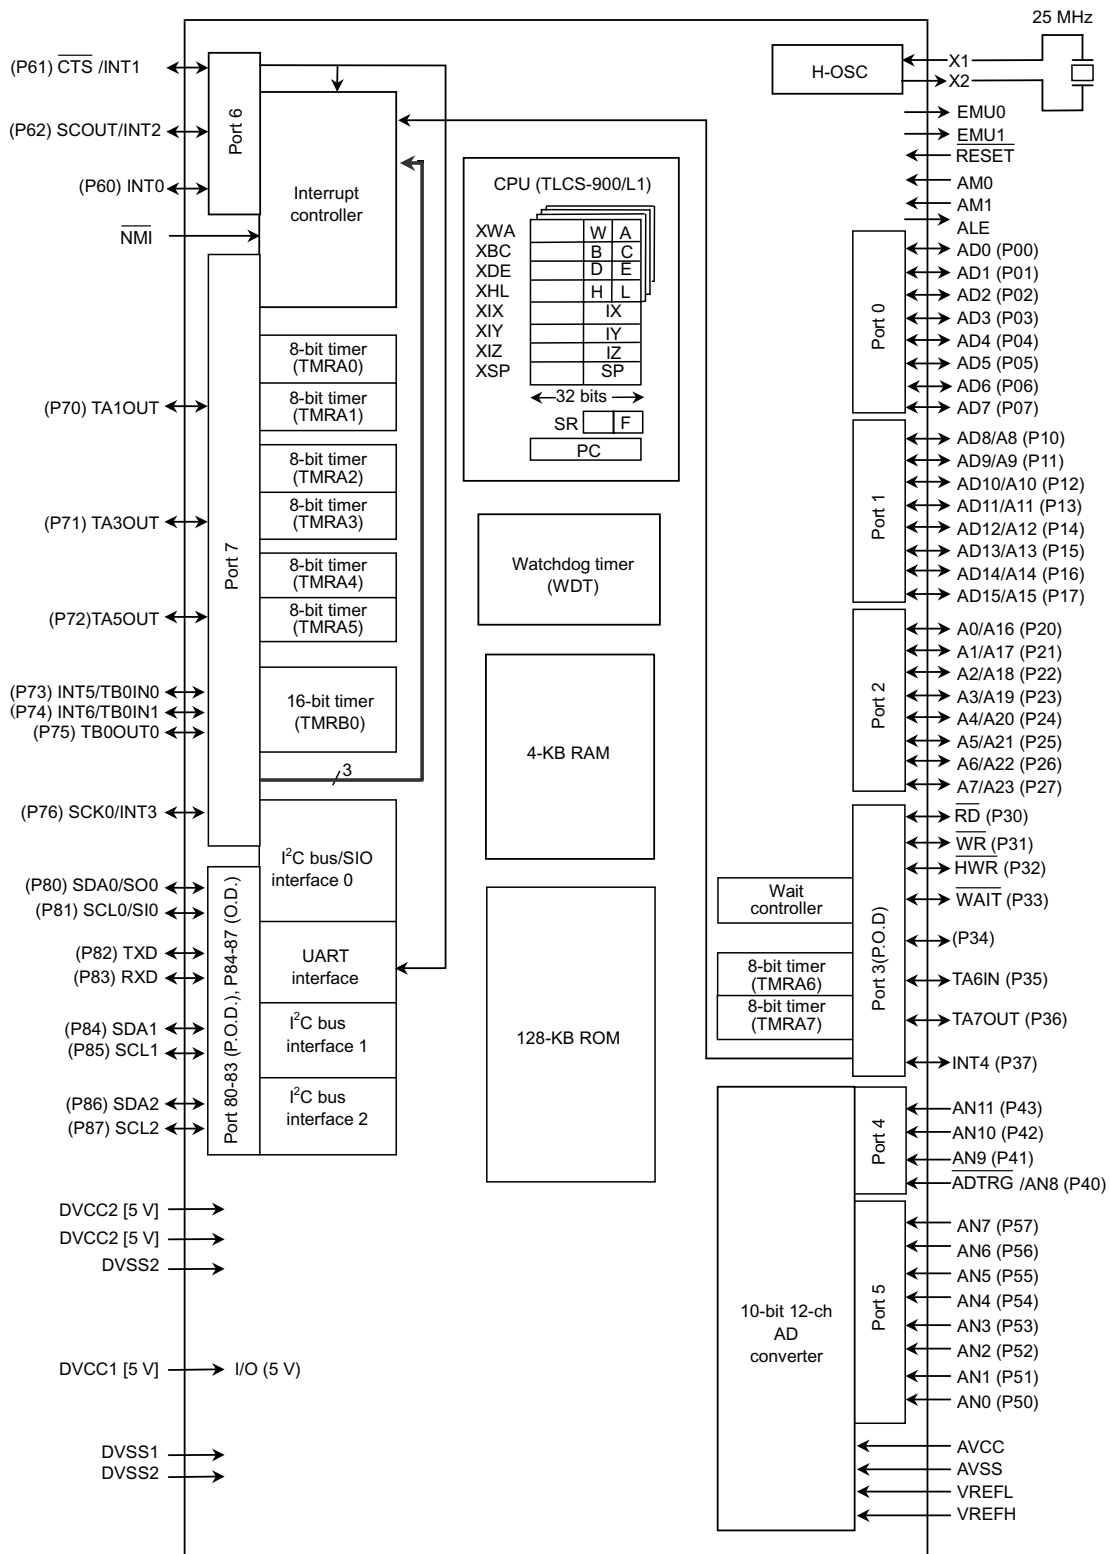 25 MHz
(P61) CTS /INT1
(P62) SCOUT/INT2
(P60) INT0
NMI
Port 6
Interrupt
controller
H-OSC
X1
X2
EMU0
EMU1
RESET
AM0
AM1
ALE
CPU (TLCS-900/L1)
XWA W A
XBC B C
XDE D E
XHL H L
XIX IX
XIY IY
XIZ IZ
XSP SP
32 bits
SR F
PC
Port 7
8-bit timer
(TMRA0)
8-bit timer
(TMRA1)
8-bit timer
(TMRA2)
8-bit timer
(TMRA3)
8-bit timer
(TMRA4)
8-bit timer
(TMRA5)
16-bit timer
(TMRB0)
3
(P70) TA1OUT
(P71) TA3OUT
(P72)TA5OUT
(P73) INT5/TB0IN0
(P74) INT6/TB0IN1
(P75) TB0OUT0
(P76) SCK0/INT3
Watchdog timer
(WDT)
4-KB RAM
128-KB ROM
Port 0
AD0 (P00)
AD1 (P01)
AD2 (P02)
AD3 (P03)
AD4 (P04)
AD5 (P05)
AD6 (P06)
AD7 (P07)
Port 1
AD8/A8 (P10)
AD9/A9 (P11)
AD10/A10 (P12)
AD11/A11 (P13)
AD12/A12 (P14)
AD13/A13 (P15)
AD14/A14 (P16)
AD15/A15 (P17)
Port 2
A0/A16 (P20)
A1/A17 (P21)
A2/A18 (P22)
A3/A19 (P23)
A4/A20 (P24)
A5/A21 (P25)
A6/A22 (P26)
A7/A23 (P27)
Port 3(P.O.D)
RD (P30)
WR (P31)
HWR (P32)
WAIT (P33)
(P34)
TA6IN (P35)
TA7OUT (P36)
INT4 (P37)
Wait
controller
8-bit timer
(TMRA6)
8-bit timer
(TMRA7)
(P80) SDA0/SO0
(P81) SCL0/SI0
(P82) TXD
(P83) RXD
(P84) SDA1
(P85) SCL1
(P86) SDA2
(P87) SCL2
Port 80-83 (P.O.D.), P84-87 (O.D.)
I2C bus/SIO
interface 0
UART
interface
I2C bus
interface 1
I2C bus
interface 2
Port 4
AN11 (P43)
AN10 (P42)
AN9 (P41)
ADTRG /AN8 (P40)
Port 5
AN7 (P57)
AN6 (P56)
AN5 (P55)
AN4 (P54)
AN3 (P53)
AN2 (P52)
AN1 (P51)
AN0 (P50)
10-bit 12-ch
AD
converter
AVCC
AVSS
VREFL
VREFH
DVCC2 [5 V]
DVCC2 [5 V]
DVSS2
DVCC1 [5 V] I/O (5 V)
DVSS1
DVSS2